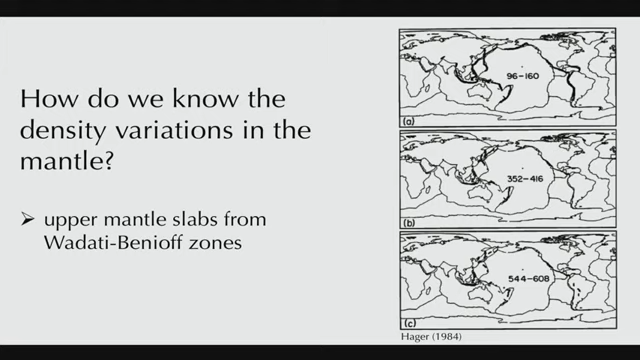 How do we know the
density variations in the
mantle?
➢ upper mantle slabs from
Wadati-Benioff zones
96-160
(a)
352-416
(b)
544-608
(c)
Hager (1984)